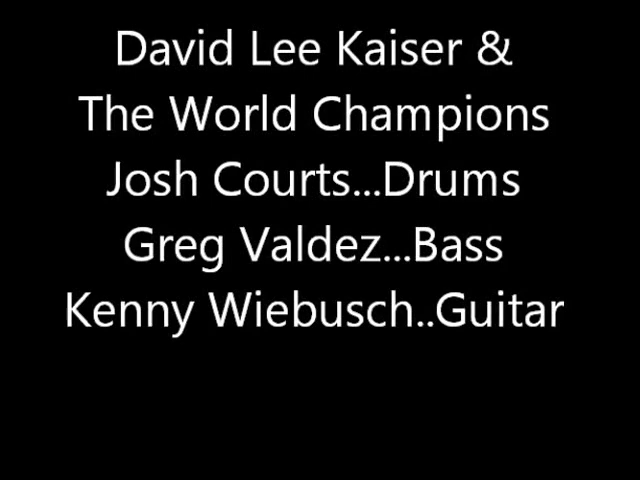 David Lee Kaiser &
The World Champions
Josh Courts...Drums
Greg Valdez...Bass
Kenny Wiebusch..Guitar